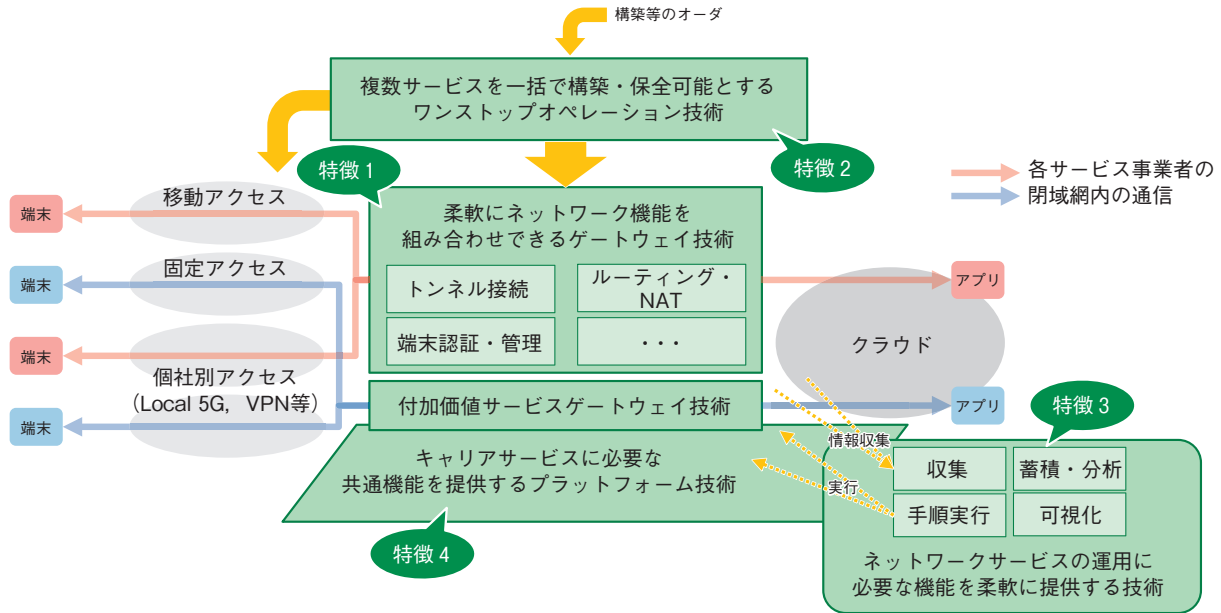 構築等のオーダ
複数サービスを一括で構築・保全可能とする
ワンストップオペレーション技術
特徴2
特徴1
各サービス事業者の
閉域網内の通信
移動アクセス
端末
柔軟にネットワーク機能を
組み合わせできるゲートウェイ技術
固定アクセス
端末
トンネル接続
ルーティング・
NAT
アプリ
端末認証・管理
・・・
クラウド
端末
個社別アクセス
（Local 5G，VPN等）
端末
付加価値サービスゲートウェイ技術
アプリ
特徴3
情報収集
キャリアサービスに必要な
共通機能を提供するプラットフォーム技術
実行
収集
蓄積・分析
手順実行
可視化
特徴4
ネットワークサービスの運用に
必要な機能を柔軟に提供する技術